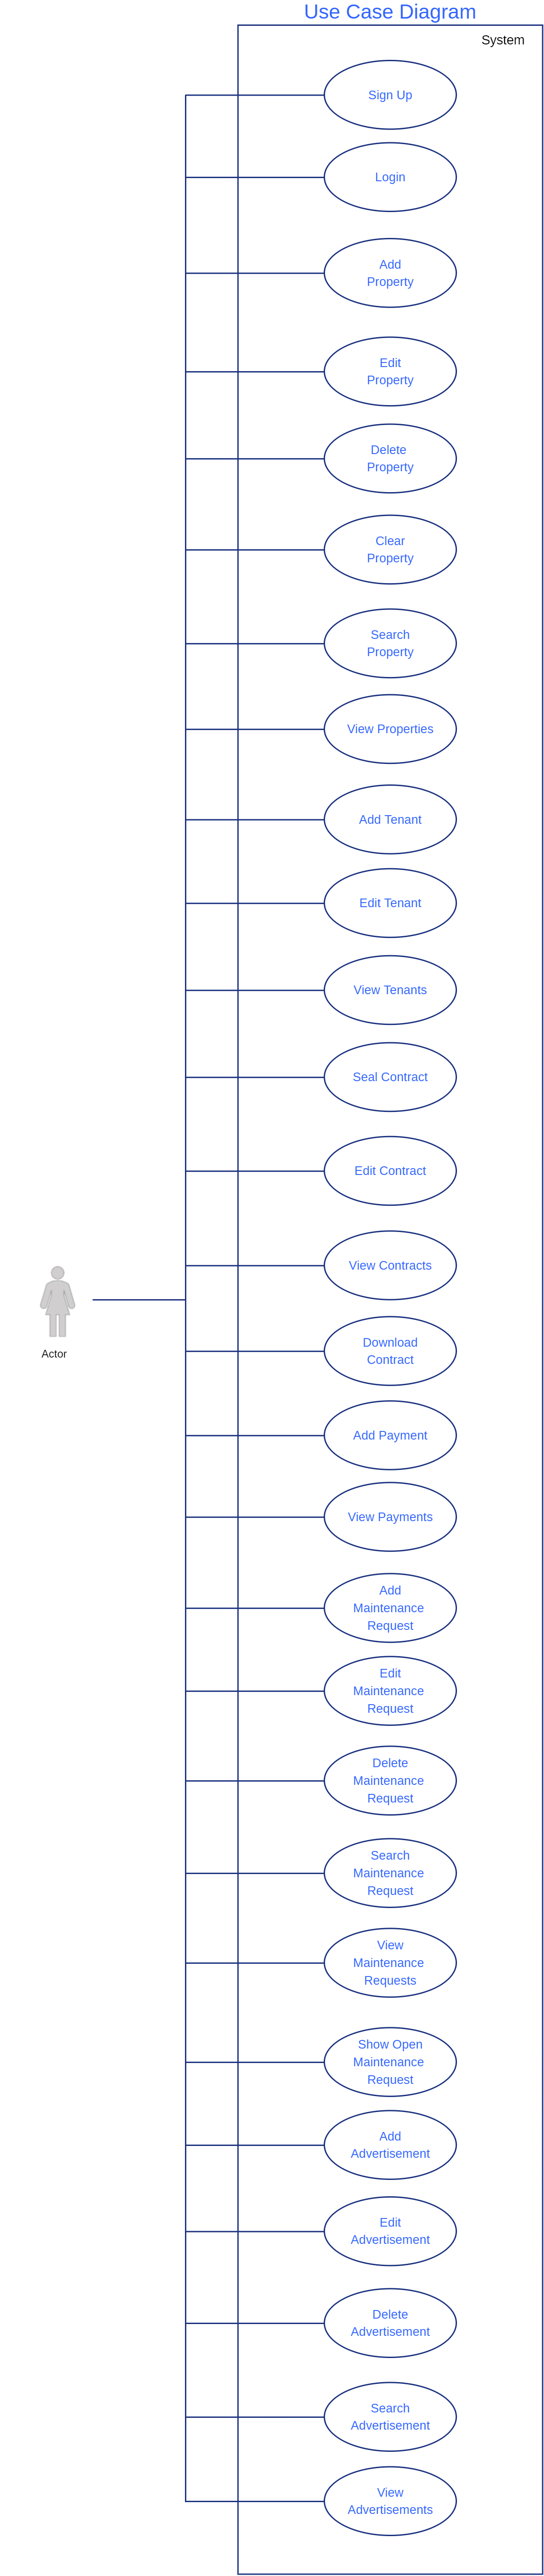 Use Case Diagram
System
Sign Up
Login
Add
Property
Edit
Property
Delete
Property
Clear
Property
Search
Property
View Properties
Add Tenant
Edit Tenant
View Tenants
Seal Contract
Edit Contract
View Contracts
Actor
Download
Contract
Add Payment
View Payments
Add
Maintenance
Request
Edit
Maintenance
Request
Delete
Maintenance
Request
Search
Maintenance
Request
View
Maintenance
Requests
Show Open
Maintenance
Request
Add
Advertisement
Edit
Advertisement
Delete
Advertisement
Search
Advertisement
View
Advertisements